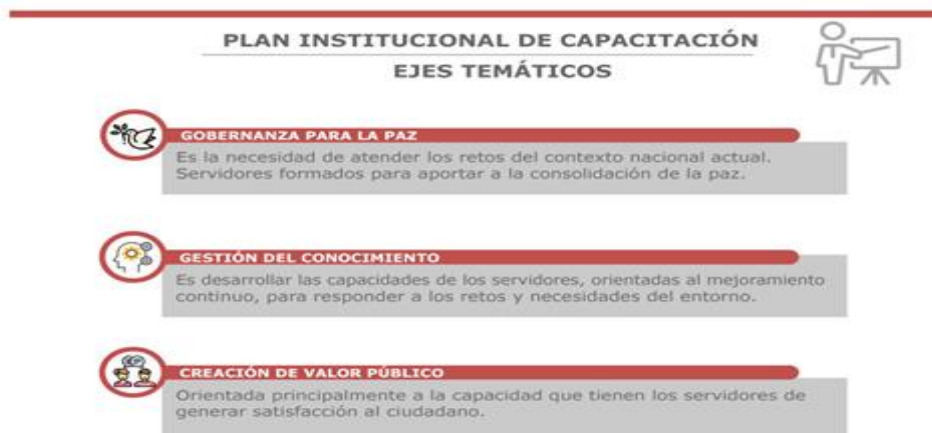 PLAN INSTITUCIONAL DE CAPACITACIÓN
EJES TEMÁTICOS
GOBERNANZA PARA LA PAZ
Es la necesidad de atender los retos del contexto nacional actual.
Servidores formados para aportar a la consolidación de la paz.
GESTIÓN DEL CONOCIMIENTO
Es desarrollar las capacidades de los servidores, orientadas al mejoramiento
continuo, para responder a los retos y necesidades del entorno.
CREACIÓN DE VALOR PÚBLICO
Orientada principalmente a la capacidad que tienen los servidores de
generar satisfacción al ciudadano.